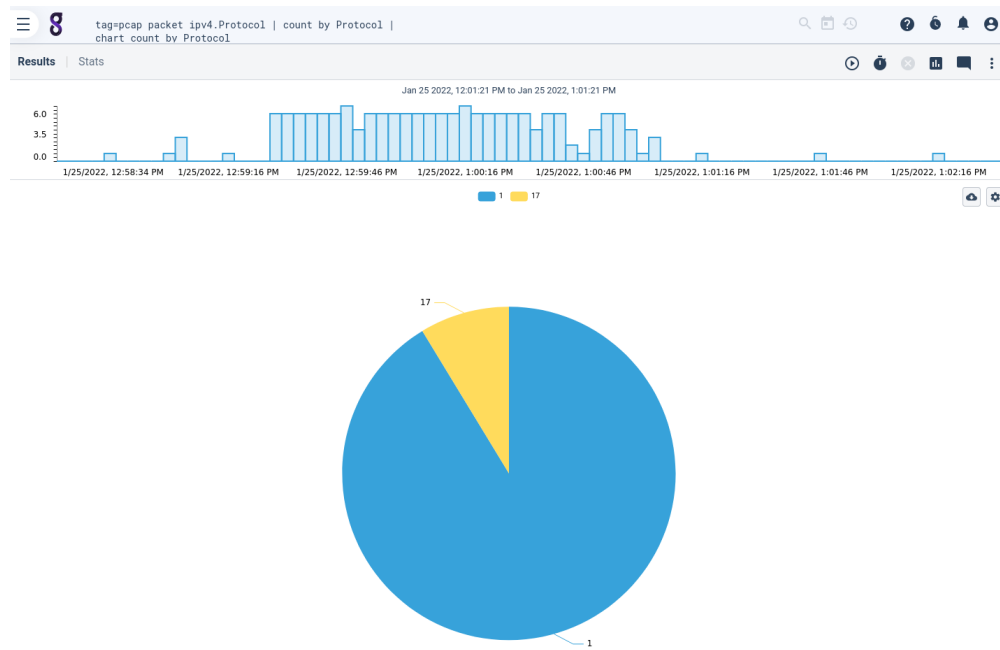 tag=pcap packet ipv4.Protocol | count by Protocol |
chart count by Protocol
Results
Stats
Jan 25 2022, 12:01:21 PM to Jan 25 2022, 1:01:21 PM
6.0
3.5
0.0
1/25/2022, 12:58:34 PM
1/25/2022, 12:59:16 PM
1/25/2022, 12:59:46 PM
1/25/2022, 1:00:16 PM
1/25/2022, 1:00:46 PM
1/25/2022, 1:01:16 PM
1/25/2022, 1:01:46 PM
1/25/2022, 1:02:16 PM
1
17
17
1